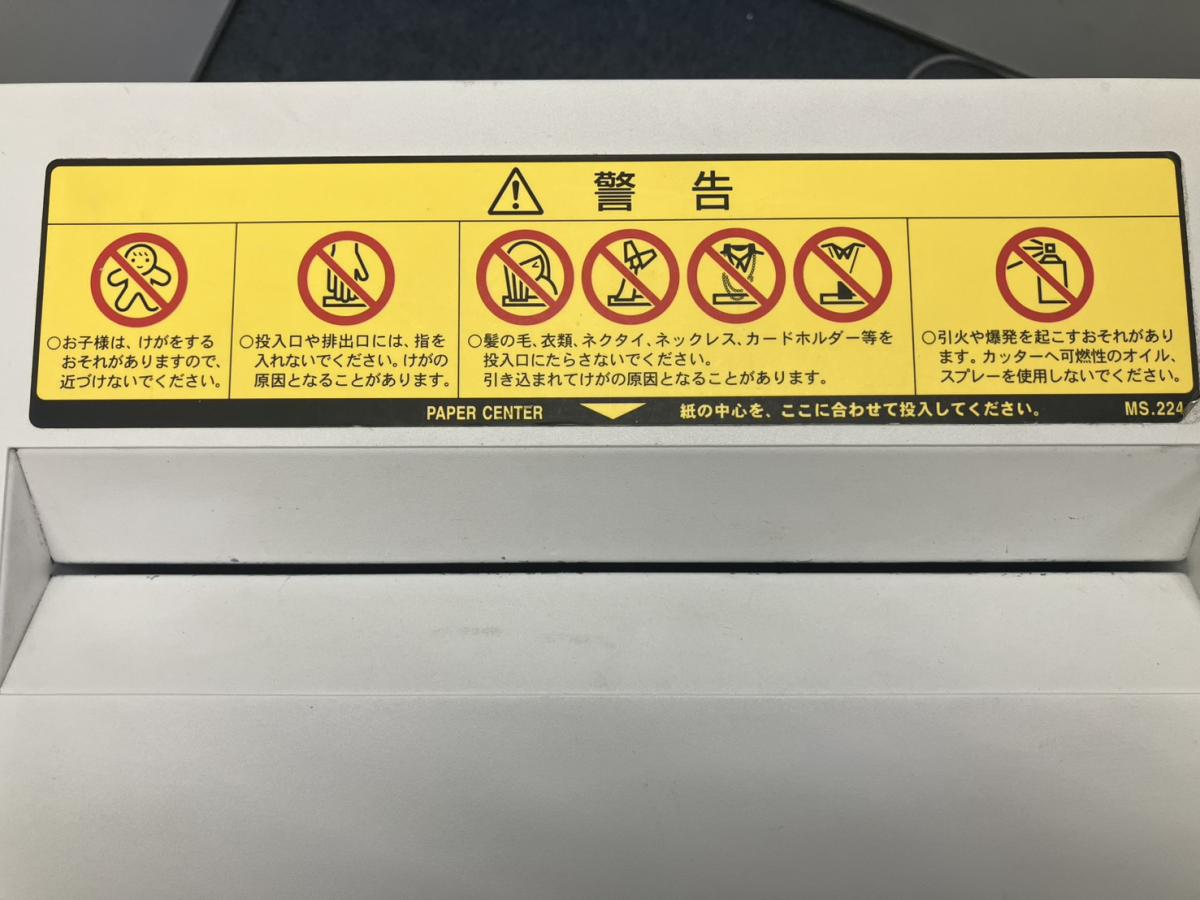 警 告
○お子様は、けがをする
おそれがありますので、
近づけないでください。
○投入口や排出口には、指を
入れないでください。けがの
原因となることがあります。
○髪の毛、衣類、ネクタイ、ネックレス、カードホルダー等を
投入口にたらさないでください。
引き込まれてけがの原因となることがあります。
○引火や爆発を起こすおそれがあり
ます。カッターへ可燃性のオイル、
スプレーを使用しないでください。
PAPER CENTER 紙の中心を、ここに合わせて投入してください。 MS.224